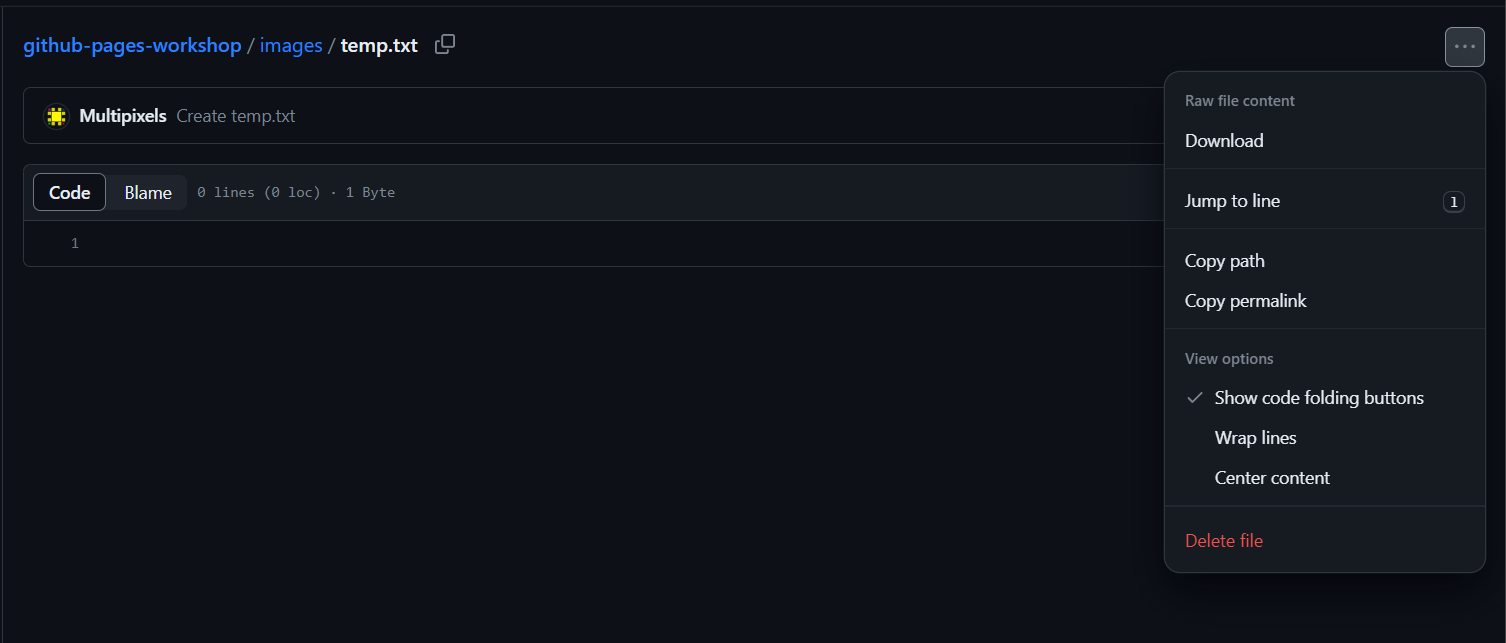 github-pages-workshop / images / temp.txt
Multipixels Create temp.txt
Code Blame 0 lines (0 loc) · 1 Byte
1
Raw file content
Download
Jump to line l
Copy path
Copy permalink
View options
Show code folding buttons
Wrap lines
Center content
Delete file